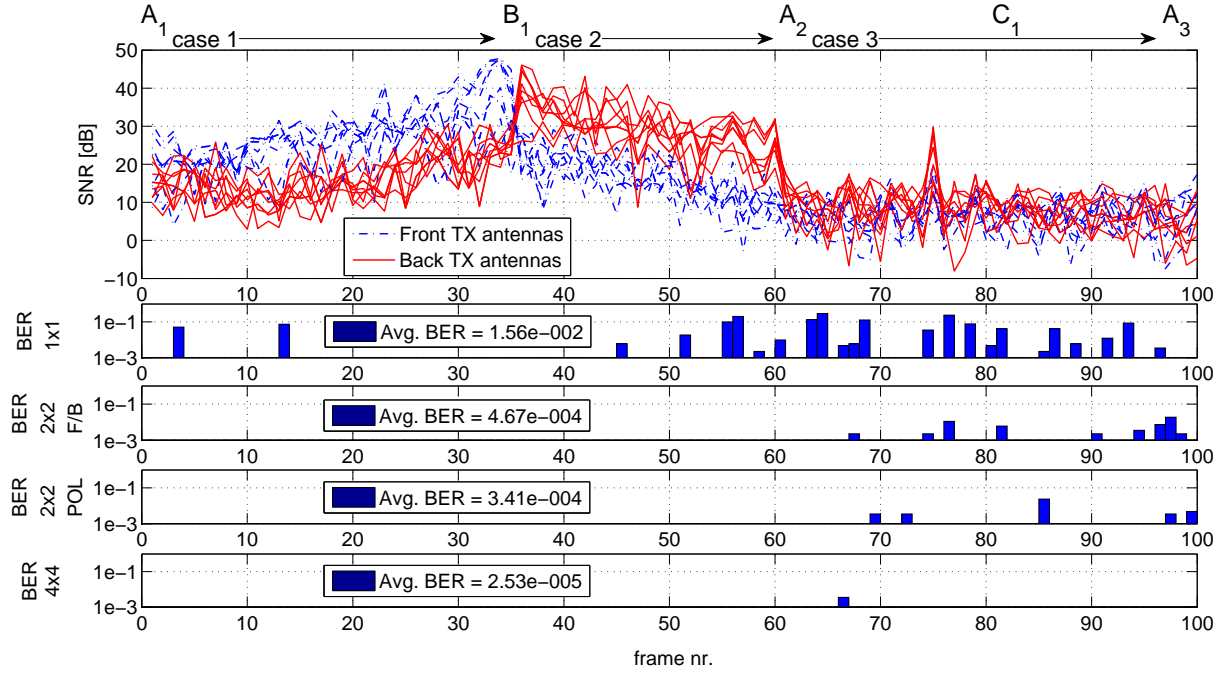 A1 case 1 B1 case 2 A2 case 3 C1 A3
50
40
30
20
10
0
−10
SNR [dB]
Front TX antennas
Back TX antennas
0 10 20 30 40 50 60 70 80 90 100
BER
1x1
1e−1
1e−3
Avg. BER = 1.56e−002
0 10 20 30 40 50 60 70 80 90 100
BER
2x2
F/B
1e−1
1e−3
Avg. BER = 4.67e−004
0 10 20 30 40 50 60 70 80 90 100
BER
2x2
POL
1e−1
1e−3
Avg. BER = 3.41e−004
0 10 20 30 40 50 60 70 80 90 100
BER
4x4
1e−1
1e−3
Avg. BER = 2.53e−005
0 10 20 30 40 50 60 70 80 90 100
frame nr.